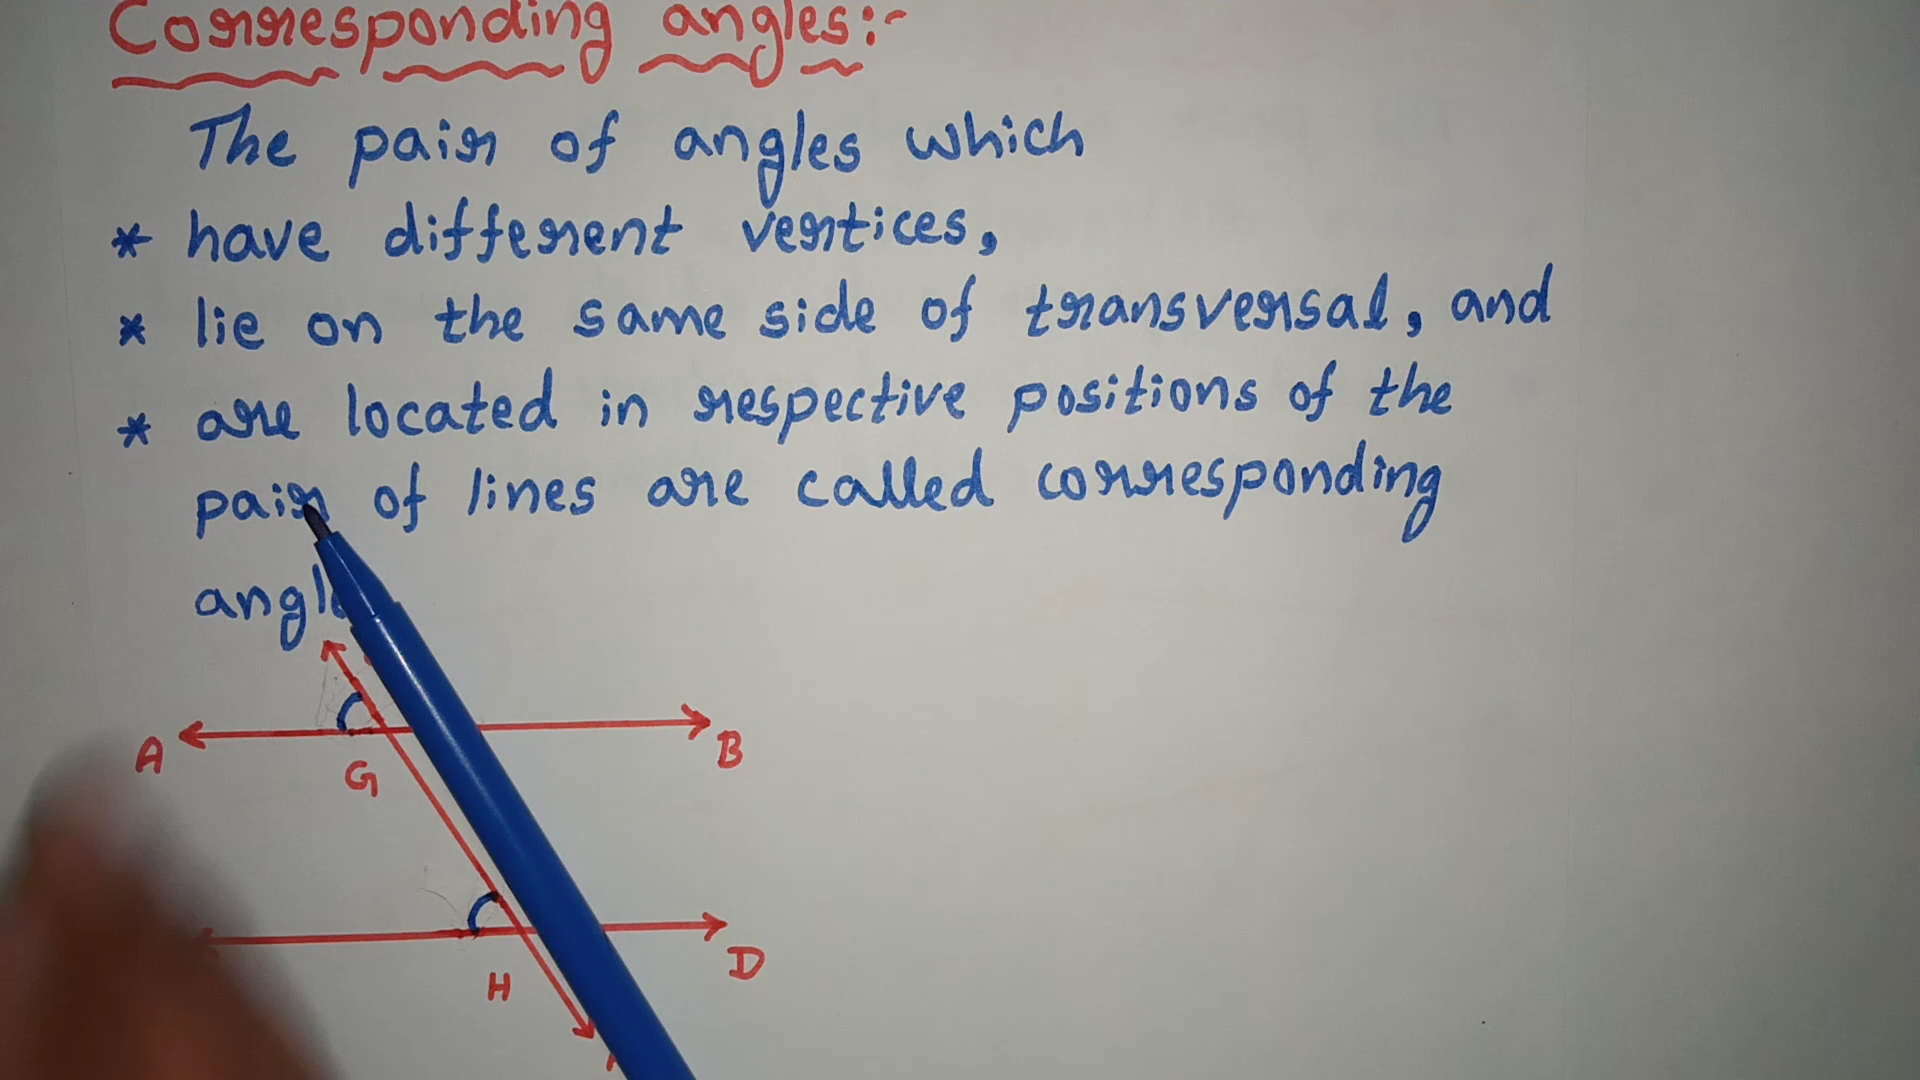 Corresponding angles:-
The pair of angles which
* have different vertices,
* lie on the same side of transversal, and
* are located in respective positions of the
pair of lines are called corresponding
A
B
G
D
H